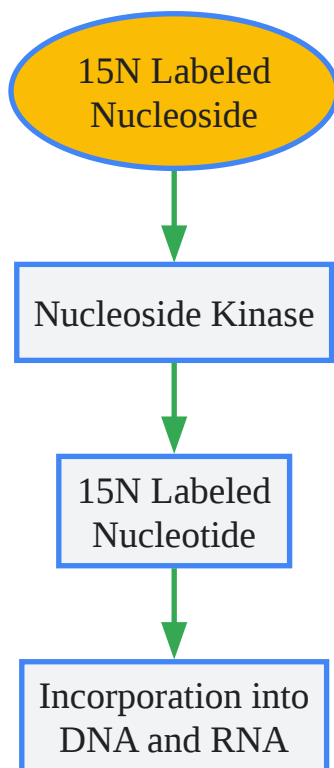 15N Labeled
Nucleoside
Nucleoside Kinase
15N Labeled
Nucleotide
Incorporation into
DNA and RNA